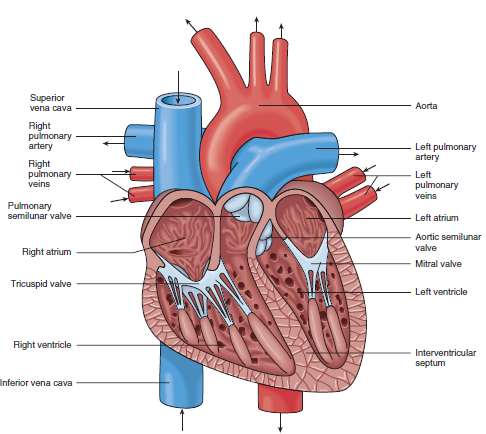 Superior
vena cava
Right
pulmonary
artery
Right
pulmonary
veins
Pulmonary
semilunar valve
Right atrium
Tricuspid valve
Right ventricle
Inferior vena cava
Aorta
Left pulmonary
artery
Left
pulmonary
veins
Left atrium
Aortic semilunar
valve
Mitral valve
Left ventricle
Interventricular
septum